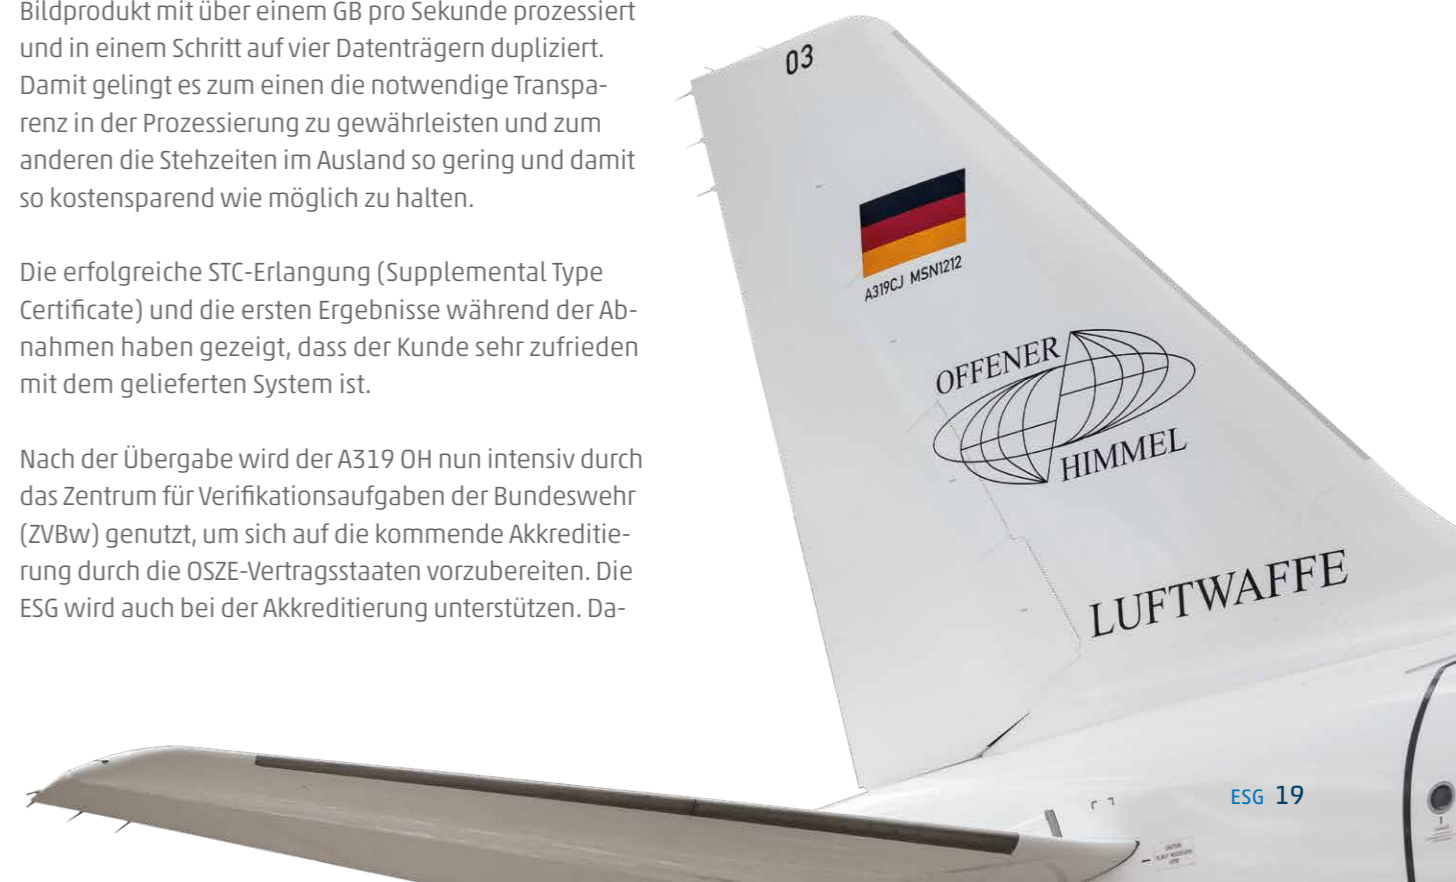 Bildprodukt mit über einem GB pro Sekunde prozessiert
und in einem Schritt auf vier Datenträgern dupliziert.
Damit gelingt es zum einen die notwendige Transpa-
renz in der Prozessierung zu gewährleisten und zum
anderen die Stehzeiten im Ausland so gering und damit
so kostensparend wie möglich zu halten.
Die erfolgreiche STC-Erlangung (Supplemental Type
Certificate) und die ersten Ergebnisse während der Ab-
nahmen haben gezeigt, dass der Kunde sehr zufrieden
mit dem gelieferten System ist.
Nach der Übergabe wird der A319 OH nun intensiv durch
das Zentrum für Verifikationsaufgaben der Bundeswehr
(ZVBw) genutzt, um sich auf die kommende Akkreditie-
rung durch die OSZE-Vertragsstaaten vorzubereiten. Die
ESG wird auch bei der Akkreditierung unterstützen. Da-
03
A319CJ MSN1212
OFFENER
HIMMEL
LUFTWAFFE
ESG 19